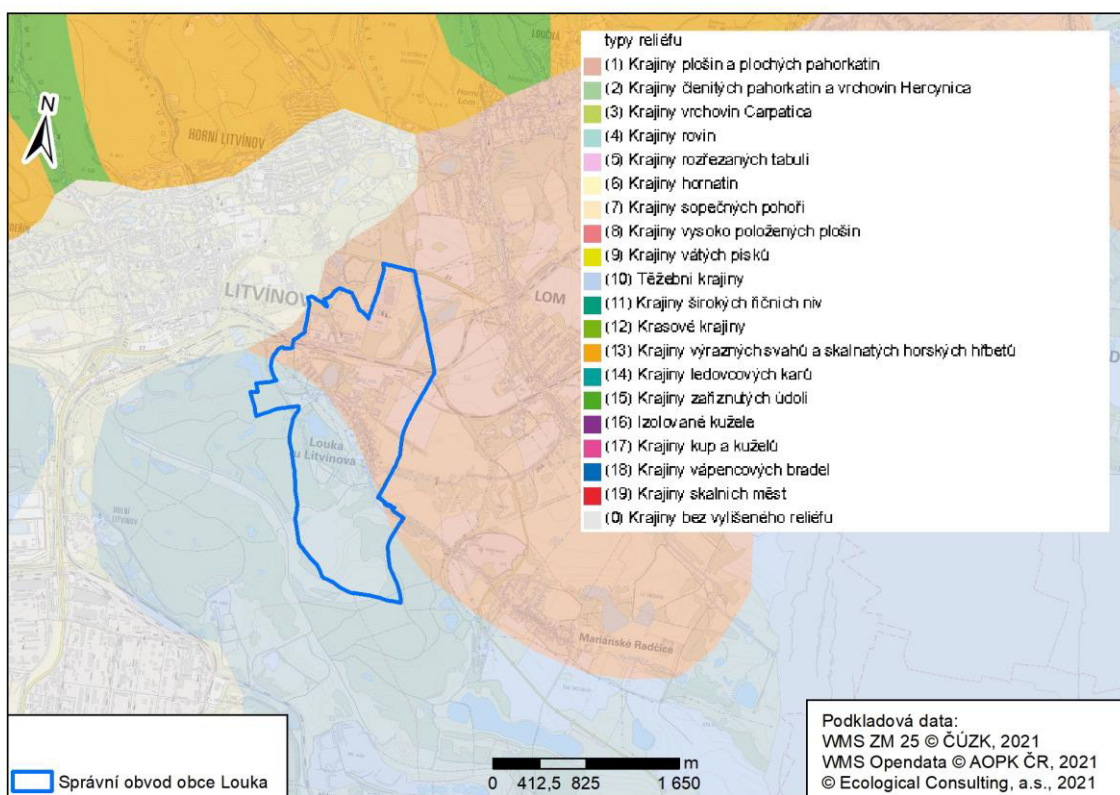 N
HORNÍ LITVÍNOV
LITVÍNOV
LOM
Louka
u Litvínova
Mariánské Radčice
typy reliéfu
(1) Krajiny plošin a plochých pahorkatin
(2) Krajiny členitých pahorkatin a vrchovin Hercynica
(3) Krajiny vrchovin Carpatica
(4) Krajiny rovin
(5) Krajiny rozřezaných tabulí
(6) Krajiny hornatin
(7) Krajiny sopečných pohoří
(8) Krajiny vysoko položených plošin
(9) Krajiny vátých písků
(10) Těžební krajiny
(11) Krajiny širokých říčních niv
(12) Krasové krajiny
(13) Krajiny výrazných svahů a skalnatých horských hřbetů
(14) Krajiny ledovcových karů
(15) Krajiny zaříznutých údolí
(16) Izolované kužele
(17) Krajiny kup a kuželů
(18) Krajiny vápencových bradel
(19) Krajiny skalních měst
(0) Krajiny bez vylišeného reliéfu
Správní obvod obce Louka
m
0 412,5 825 1 650
Podkladová data:
WMS ZM 25 © ČÚZK, 2021
WMS Opendata © AOPK ČR, 2021
© Ecological Consulting, a.s., 2021